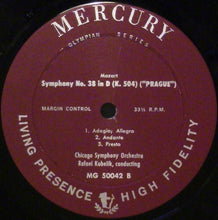 MERCURY
OLYMPIAN SERIES
Mozart
Symphony No. 38 in D (K. 504) ("PRAGUE")
MARGIN CONTROL 33⅓ R.P.M.
1. Adagio; Allegro
2. Andante
3. Presto
Chicago Symphony Orchestra
Rafael Kubelik, conducting
MG 50042 B
LIVING PRESENCE HIGH FIDELITY